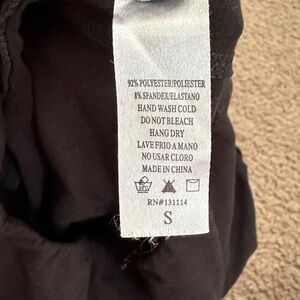 92% POLYESTER/POLIESTER
8% SPANDEX/ELASTANO
HAND WASH COLD
DO NOT BLEACH
HANG DRY
LAVE FRIO A MANO
NO USAR CLORO
MADE IN CHINA
RN#131114
S